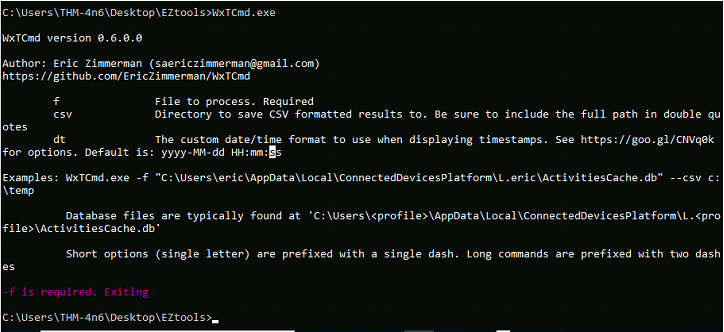 C:\Users\THM-4n6\Desktop\EZtools>WxTCmd.exe
WxTCmd version 0.6.0.0
Author: Eric Zimmerman (saericzimmerman@gmail.com)
https://github.com/EricZimmerman/WxTCmd
f File to process. Required
csv Directory to save CSV formatted results to. Be sure to include the full path in double qu
otes
dt The custom date/time format to use when displaying timestamps. See https://goo.gl/CNVq0k
for options. Default is: yyyy-MM-dd HH:mm:ss
Examples: WxTCmd.exe -f "C:\Users\eric\AppData\Local\ConnectedDevicesPlatform\L.eric\ActivitiesCache.db" --csv c:
\temp
Database files are typically found at 'C:\Users\<profile>\AppData\Local\ConnectedDevicesPlatform\L.<pro
file>\ActivitiesCache.db'
Short options (single letter) are prefixed with a single dash. Long commands are prefixed with two dash
es
-f is required. Exiting
C:\Users\THM-4n6\Desktop\EZtools>